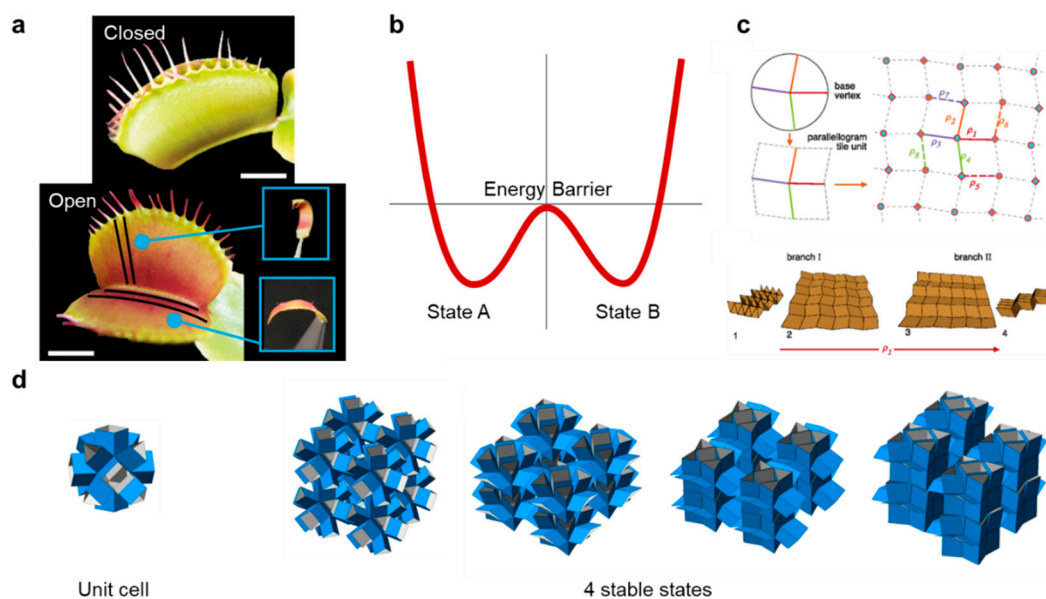 a
Closed
Open
b
Energy Barrier
State A
State B
c
base
vertex
parallelogram
tile unit
ρ7
ρ2
ρ6
ρ1
ρ3
ρ8
ρ4
ρ5
branch I
branch II
1
2
3
4
ρ1
d
Unit cell
4 stable states